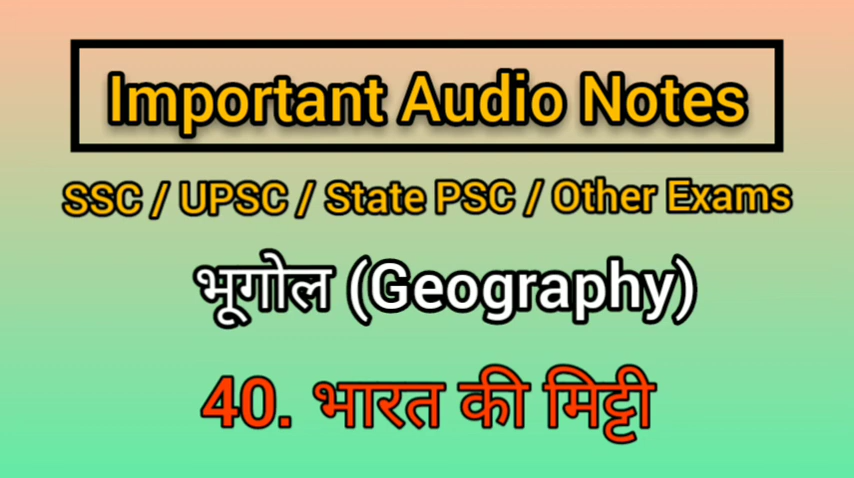 Important Audio Notes
SSC / UPSC / State PSC / Other Exams
भूगोल (Geography)
40. भारत की मिट्टी